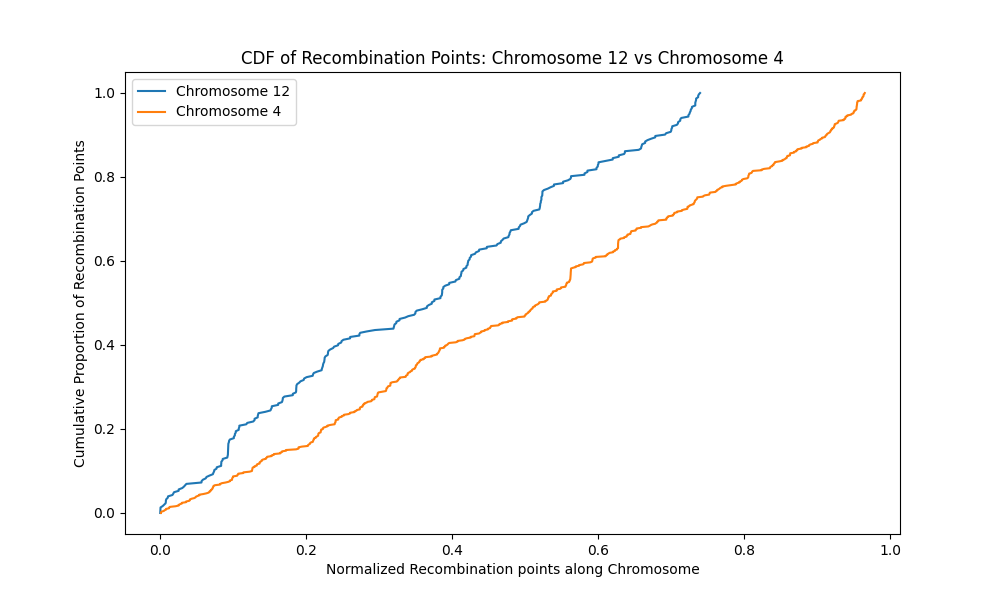 CDF of Recombination Points: Chromosome 12 vs Chromosome 4
Chromosome 12
Chromosome 4
Cumulative Proportion of Recombination Points
1.0
0.8
0.6
0.4
0.2
0.0
0.0 0.2 0.4 0.6 0.8 1.0
Normalized Recombination points along Chromosome